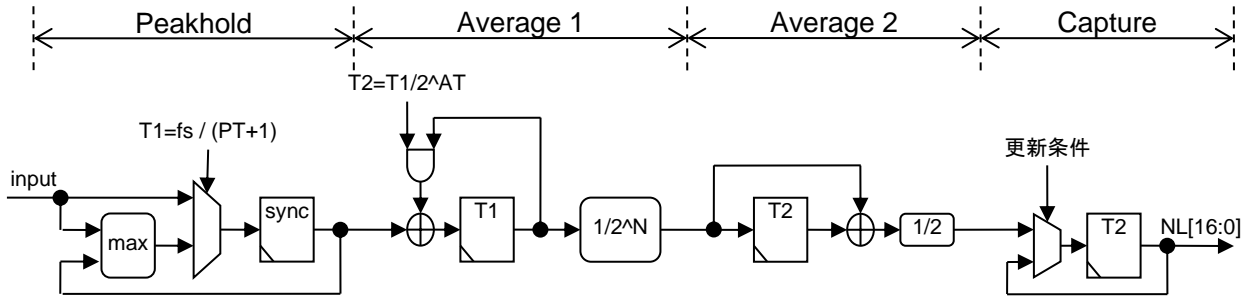 Peakhold Average 1 Average 2 Capture
T2=T1/2^AT
T1=fs / (PT+1)
更新条件
input
sync
T1
T2
T2
NL[16:0]
max
1/2^N
1/2